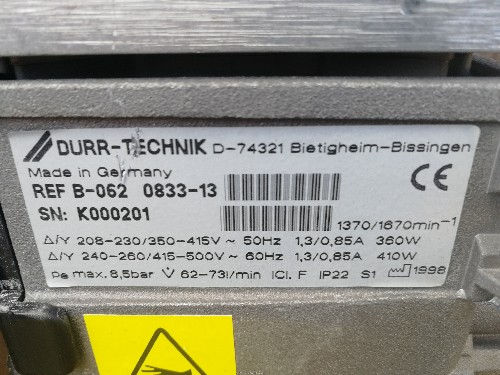 DURR-TECHNIK D-74321 Bietigheim-Bissingen
Made in Germany
CE
REF B-062 0833-13
SN: K000201
1370/1670min⁻¹
Δ/Y 208-230/350-415V ~ 50Hz 1,3/0,85A 360W
Δ/Y 240-260/415-500V ~ 60Hz 1,3/0,85A 410W
pe max. 8,5bar V̇ 62-73l/min ICl. F IP22 S1 1998